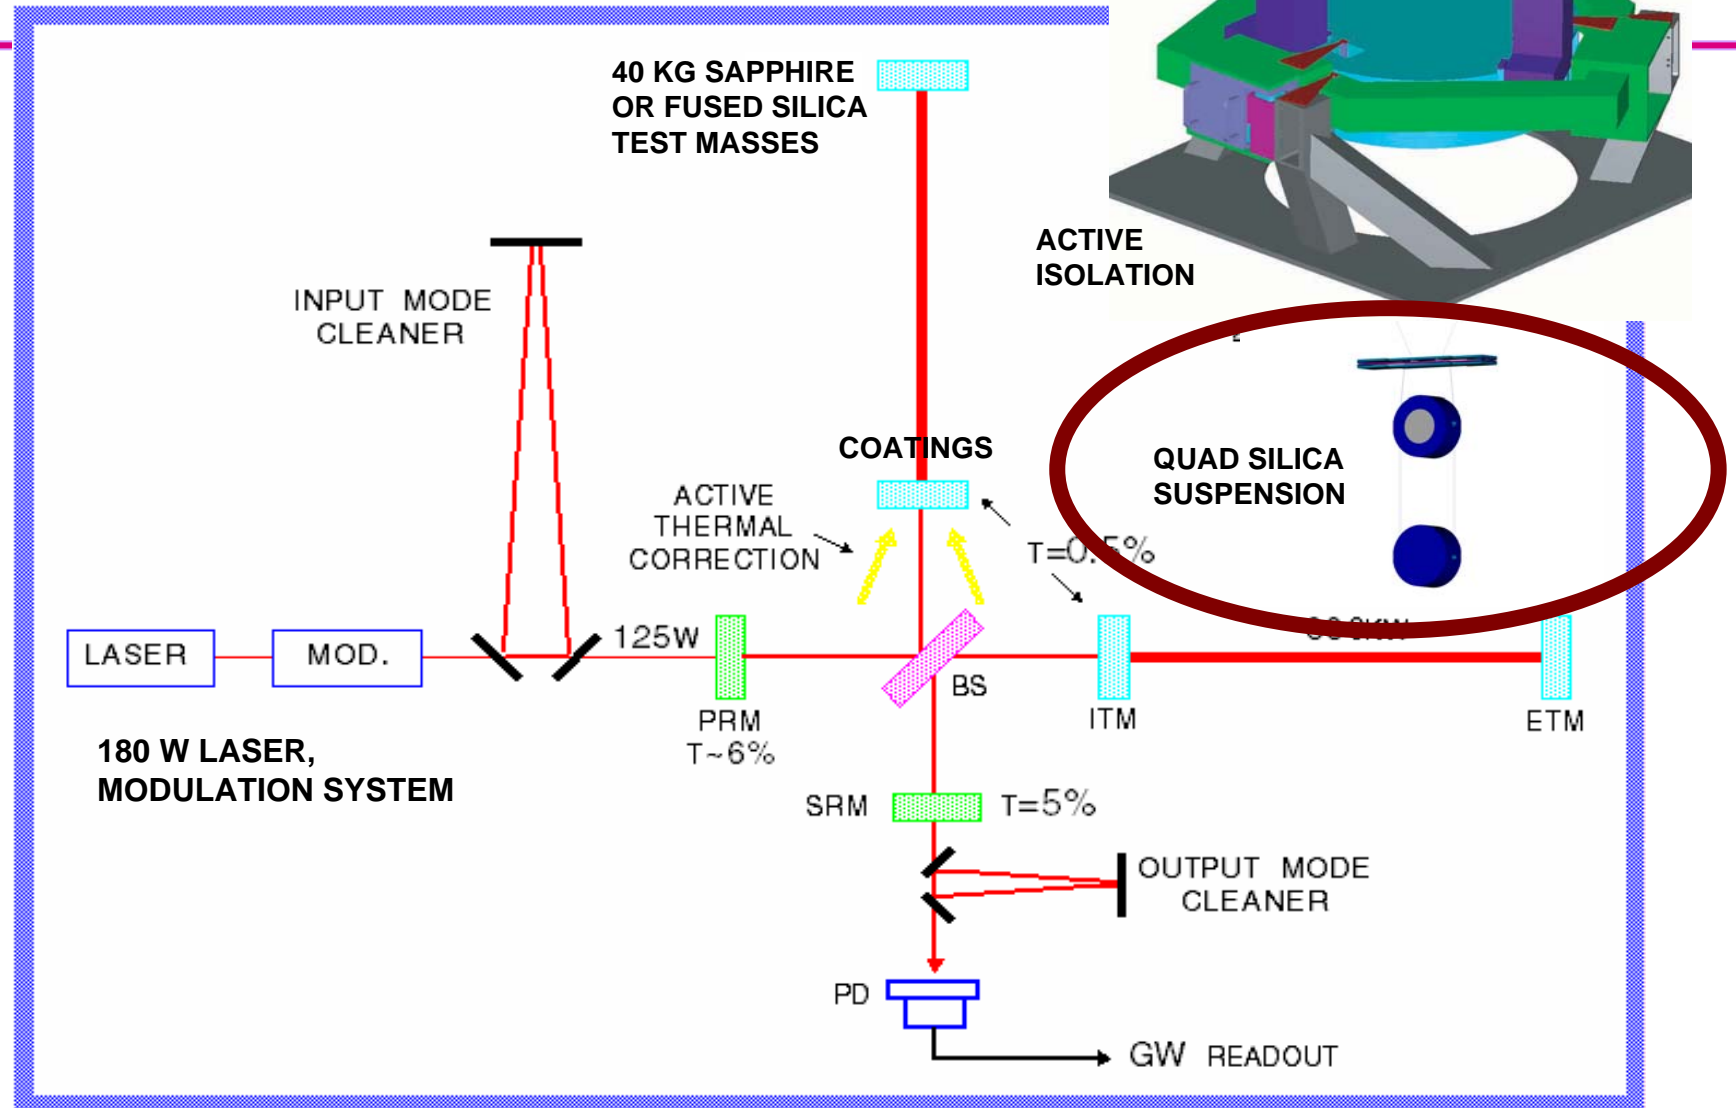 40 KG SAPPHIRE
OR FUSED SILICA
TEST MASSES
ACTIVE
ISOLATION
INPUT MODE
CLEANER
COATINGS
QUAD SILICA
SUSPENSION
ACTIVE
THERMAL
CORRECTION
T=0.5%
LASER
MOD.
125W
BS
PRM
T~6%
ITM
ETM
180 W LASER,
MODULATION SYSTEM
SRM
T=5%
OUTPUT MODE
CLEANER
PD
GW READOUT